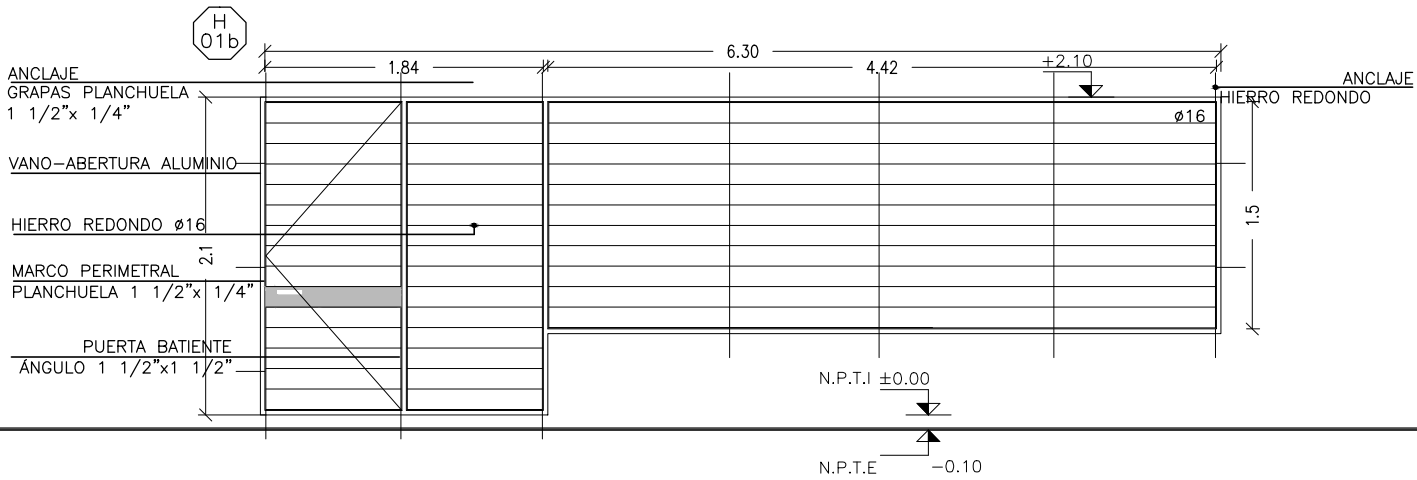 H
01b
6.30
1.84
4.42
+2.10
ANCLAJE
GRAPAS PLANCHUELA
1 1/2”x 1/4”
ANCLAJE
HIERRO REDONDO
ø16
VANO-ABERTURA ALUMINIO
HIERRO REDONDO ø16
2.1
1.5
MARCO PERIMETRAL
PLANCHUELA 1 1/2”x 1/4”
PUERTA BATIENTE
ÁNGULO 1 1/2”x1 1/2”
N.P.T.I ±0.00
N.P.T.E -0.10